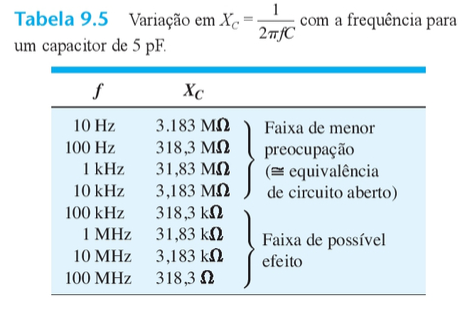 Tabela 9.5 Variação em X_C = 1/2πfC com a frequência para
um capacitor de 5 pF.
f X_C
10 Hz 3.183 MΩ
100 Hz 318,3 MΩ
1 kHz 31,83 MΩ
10 kHz 3,183 MΩ
Faixa de menor
preocupação
(≅ equivalência
de circuito aberto)
100 kHz 318,3 kΩ
1 MHz 31,83 kΩ
10 MHz 3,183 kΩ
100 MHz 318,3 Ω
Faixa de possível
efeito